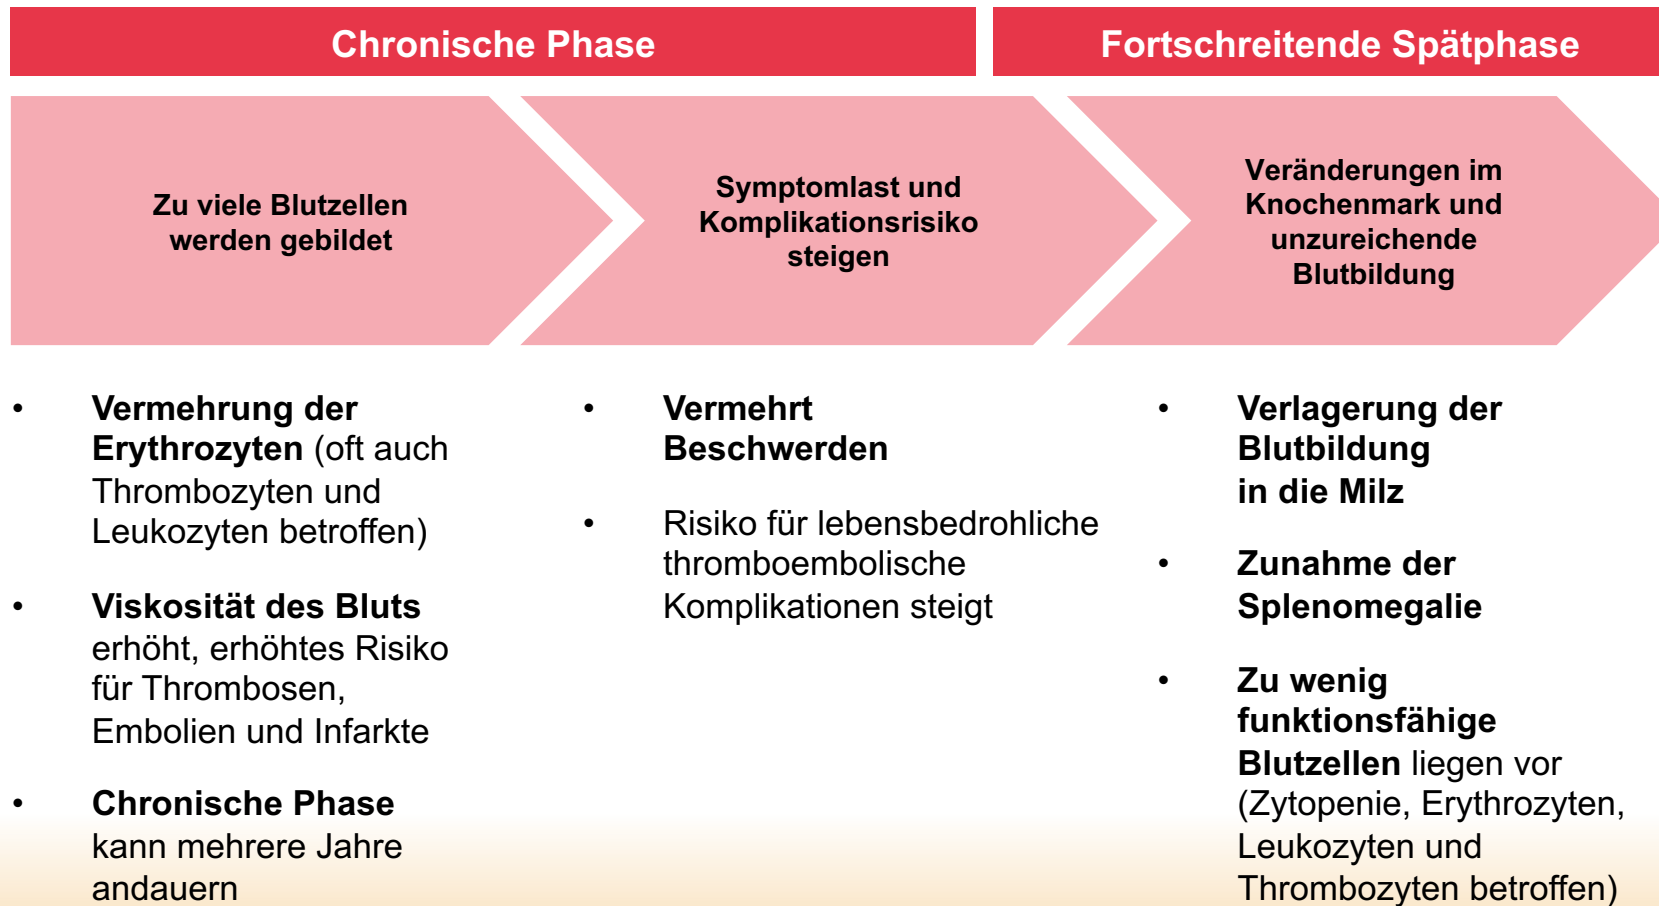 Chronische Phase
Fortschreitende Spätphase
Zu viele Blutzellen
werden gebildet
Symptomlast und
Komplikationsrisiko
steigen
Veränderungen im
Knochenmark und
unzureichende
Blutbildung
• Vermehrung der
Erythrozyten (oft auch
Thrombozyten und
Leukozyten betroffen)
• Viskosität des Bluts
erhöht, erhöhtes Risiko
für Thrombosen,
Embolien und Infarkte
• Chronische Phase
kann mehrere Jahre
andauern
• Vermehrt
Beschwerden
• Risiko für lebensbedrohliche
thromboembolische
Komplikationen steigt
• Verlagerung der
Blutbildung
in die Milz
• Zunahme der
Splenomegalie
• Zu wenig
funktionsfähige
Blutzellen liegen vor
(Zytopenie, Erythrozyten,
Leukozyten und
Thrombozyten betroffen)